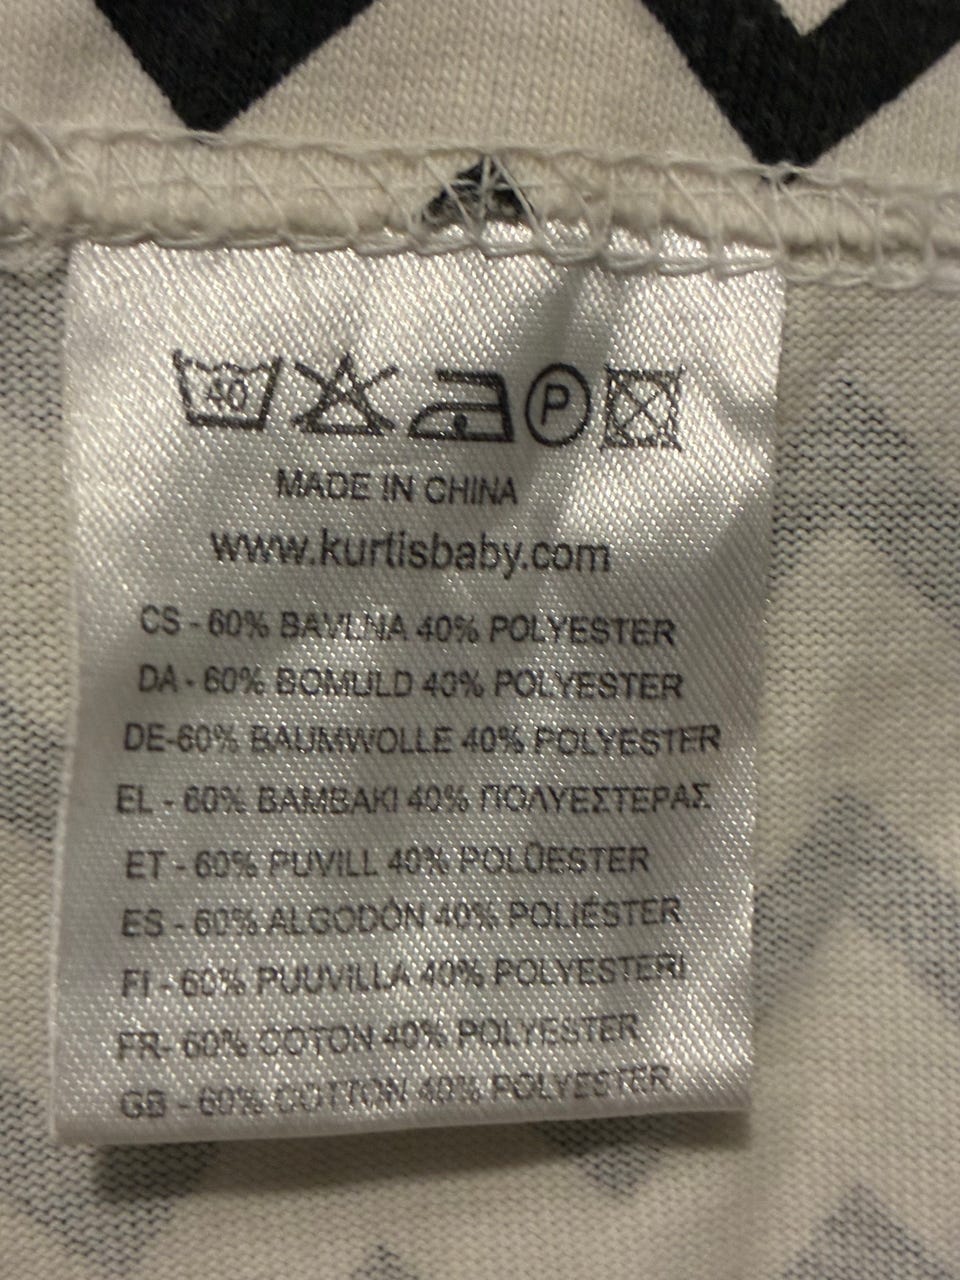 40 P
MADE IN CHINA
www.kurtisbaby.com
CS - 60% BAVLNA 40% POLYESTER
DA - 60% BOMULD 40% POLYESTER
DE-60% BAUMWOLLE 40% POLYESTER
EL - 60% ΒΑΜΒΑΚΙ 40% ΠΟΛΥΕΣΤΕΡΑΣ
ET - 60% PUVILL 40% POLÜESTER
ES - 60% ALGODÓN 40% POLIÉSTER
FI - 60% PUUVILLA 40% POLYESTERI
FR- 60% COTON 40% POLYESTER
GB - 60% COTTON 40% POLYESTER